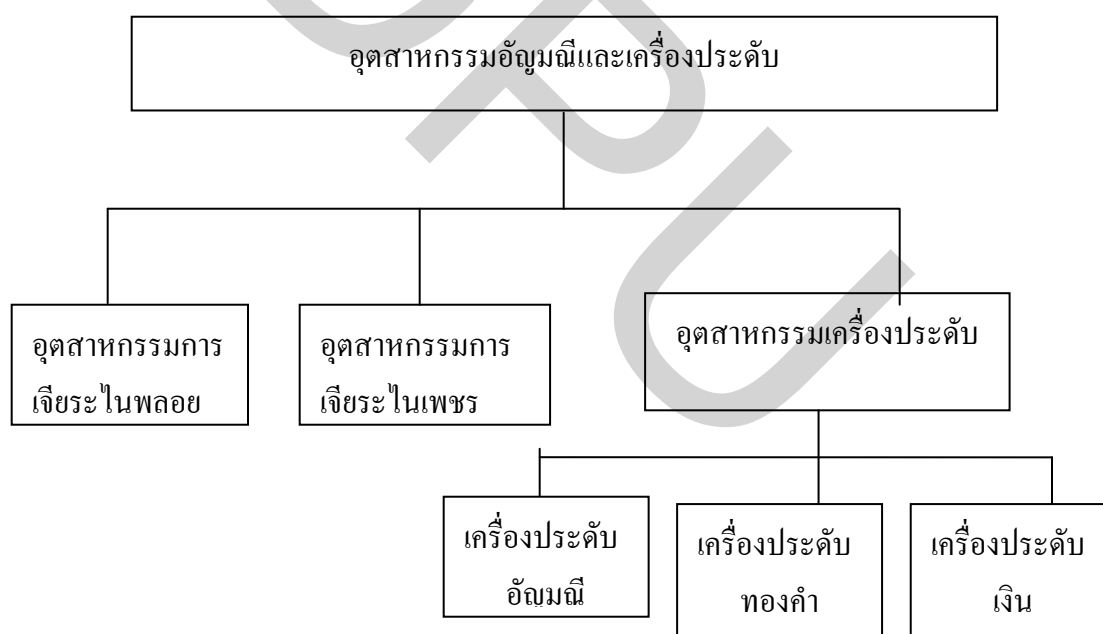 อุตสาหกรรมอัญมณีและเครื่องประดับ
อุตสาหกรรมการ
เจียระไนพลอย
อุตสาหกรรมการ
เจียระไนเพชร
อุตสาหกรรมเครื่องประดับ
เครื่องประดับ
อัญมณี
เครื่องประดับ
ทองคำ
เครื่องประดับ
เงิน